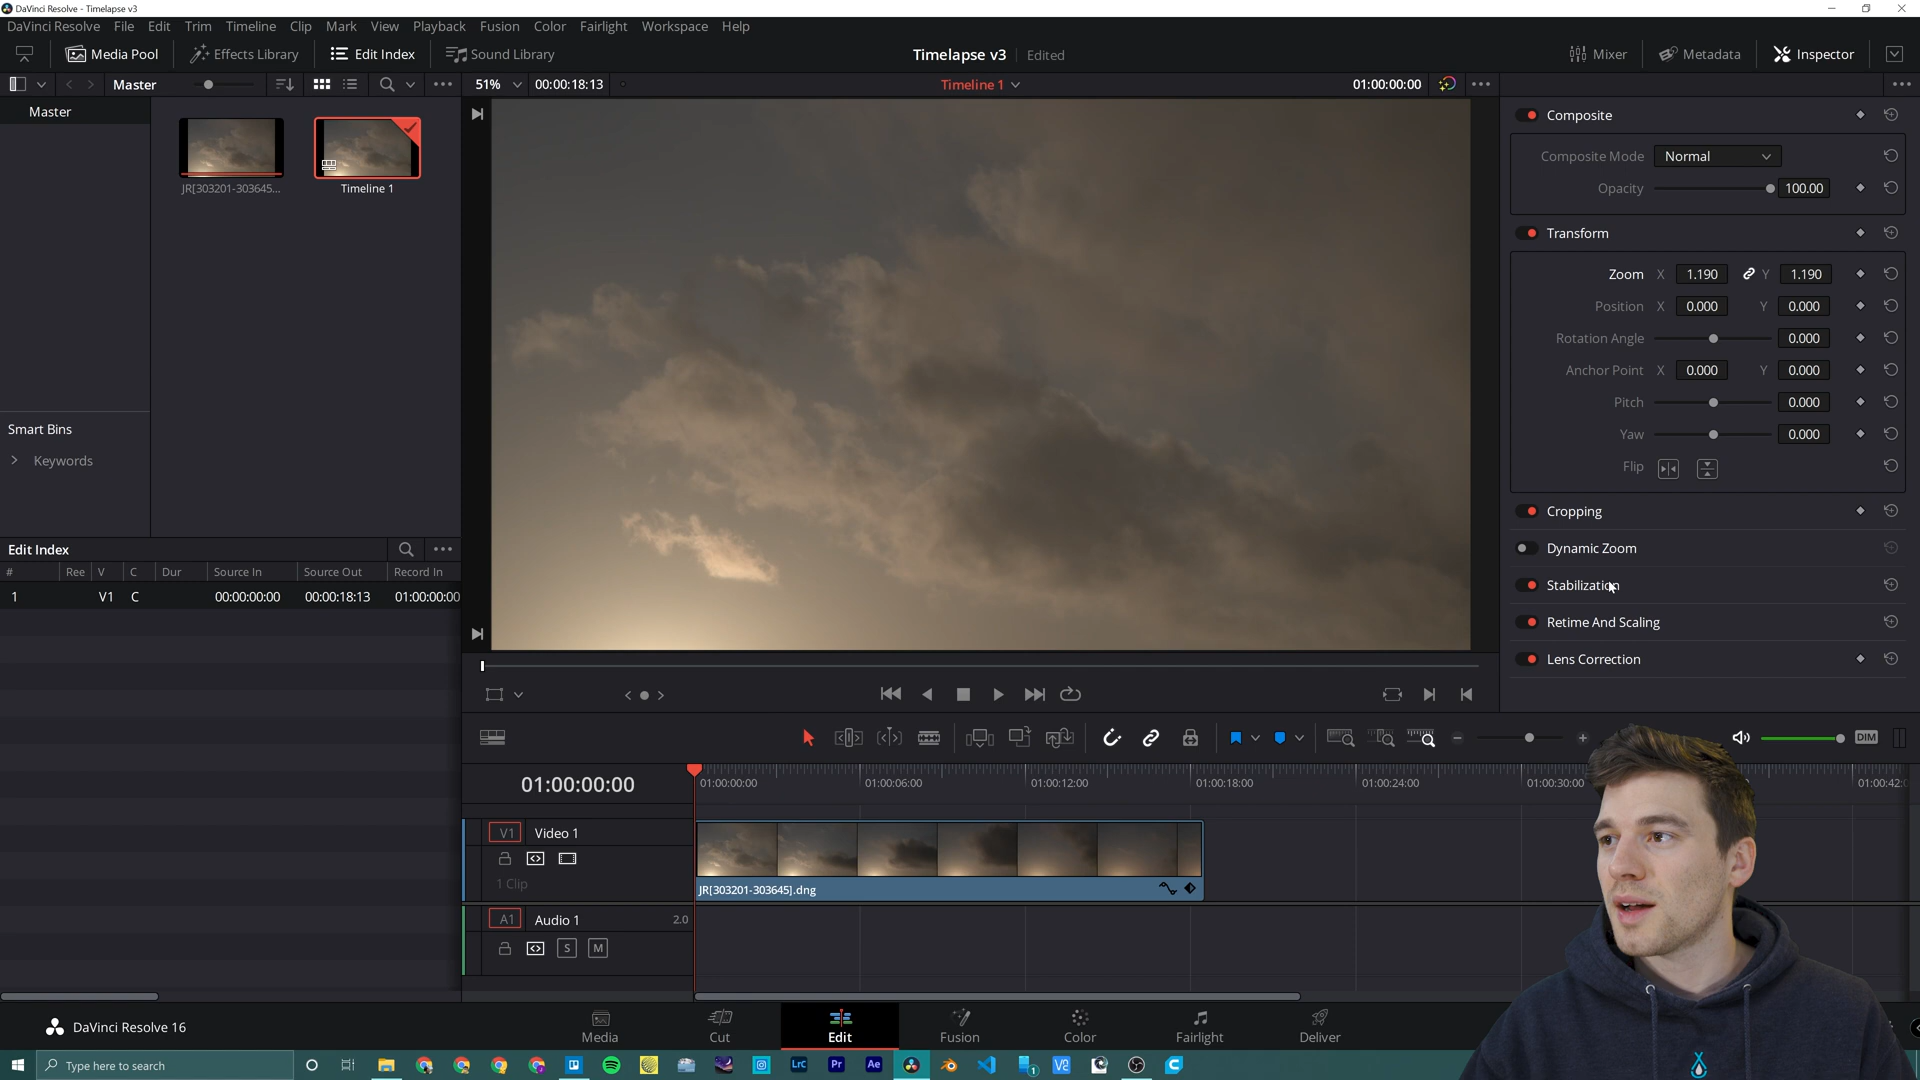 DaVinci Resolve - Timelapse v3
DaVinci Resolve File Edit Trim Timeline Clip Mark View Playback Fusion Color Fairlight Workspace Help
Media Pool Effects Library Edit Index Sound Library Timelapse v3 Edited Mixer Metadata Inspector
Master 51% 00:00:18:13 Timeline 1 01:00:00:00
Master
JR[303201-303645... Timeline 1
Smart Bins
Keywords
Composite
Composite Mode Normal
Opacity 100.00
Transform
Zoom X 1.190 Y 1.190
Position X 0.000 Y 0.000
Rotation Angle 0.000
Anchor Point X 0.000 Y 0.000
Pitch 0.000
Yaw 0.000
Flip
Cropping
Dynamic Zoom
Stabilization
Retime And Scaling
Lens Correction
Edit Index
# Ree V C Dur Source In Source Out Record In
1 V1 C 00:00:00:00 00:00:18:13 01:00:00:00
DIM
01:00:00:00 01:00:00:00 01:00:06:00 01:00:12:00 01:00:18:00 01:00:24:00 01:00:30:00 01:00:42:0
V1 Video 1
1 Clip
JR[303201-303645].dng
A1 Audio 1 2.0
S M
DaVinci Resolve 16 Media Cut Edit Fusion Color Fairlight Deliver
Type here to search Lrc Pr Ae